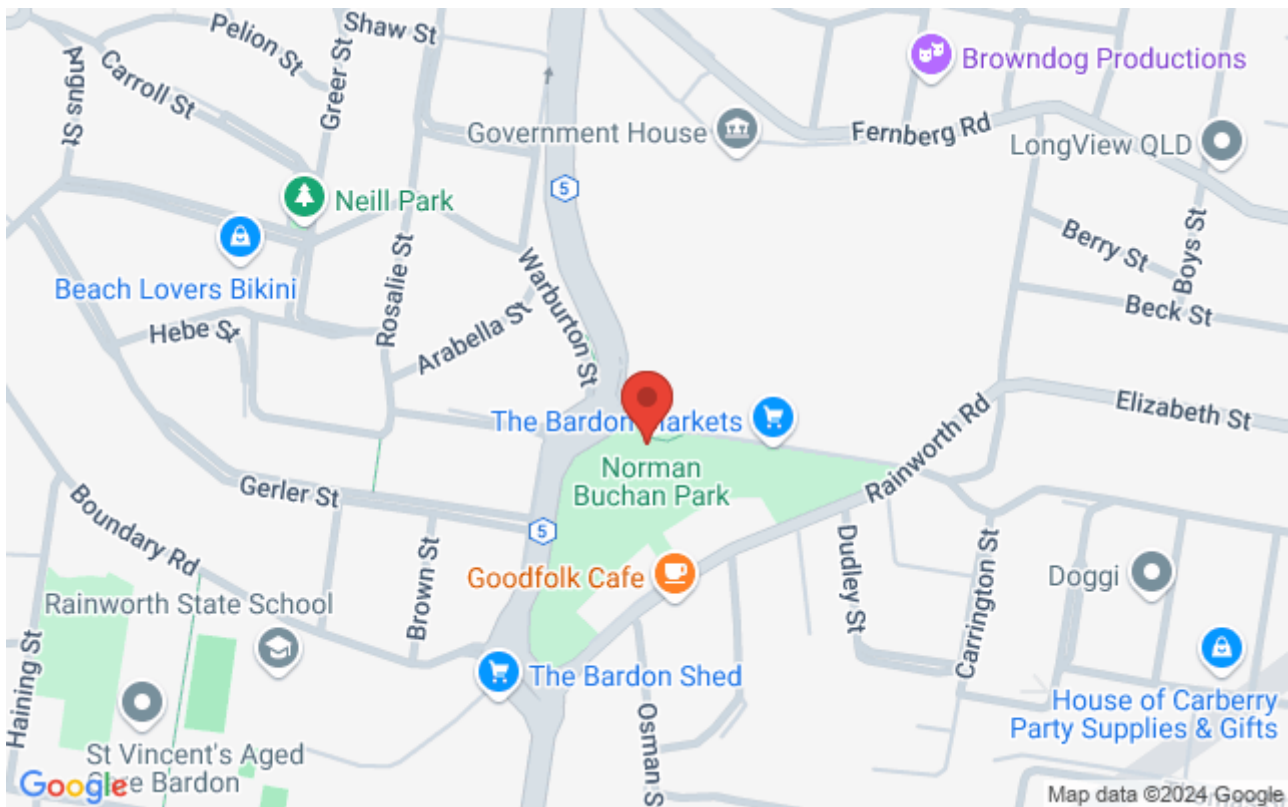 Pelion St
Shaw St
Greer St
Carroll St
Angus St
Browndog Productions
Government House
Fernberg Rd
LongView QLD
5
Neill Park
Beach Lovers Bikini
Hebe St
Rosalie St
Arabella St
Warburton St
Berry St
Boys St
Beck St
Elizabeth St
The Bardon Markets
Norman
Buchan Park
Rainworth Rd
Gerler St
5
Boundary Rd
Brown St
Goodfolk Cafe
Dudley St
Carrington St
Doggi
Rainworth State School
Haining St
The Bardon Shed
Osman S
House of Carberry
Party Supplies & Gifts
St Vincent's Aged
Care Bardon
Google
Map data ©2024 Google